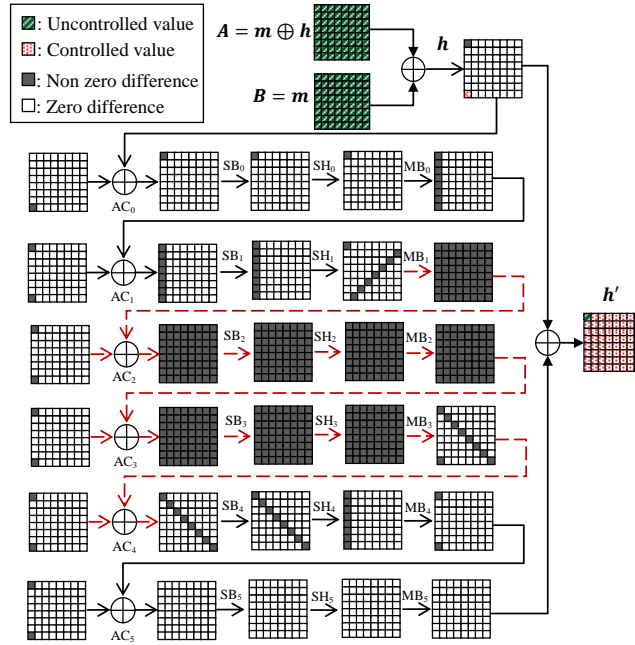 : Uncontrolled value
: Controlled value
: Non zero difference
: Zero difference
A = m ⊕ h
h
B = m
SB₀ SH₀ MB₀
AC₀
SB₁ SH₁ MB₁
AC₁
h′
SB₂ SH₂ MB₂
AC₂
SB₃ SH₃ MB₃
AC₃
SB₄ SH₄ MB₄
AC₄
SB₅ SH₅ MB₅
AC₅